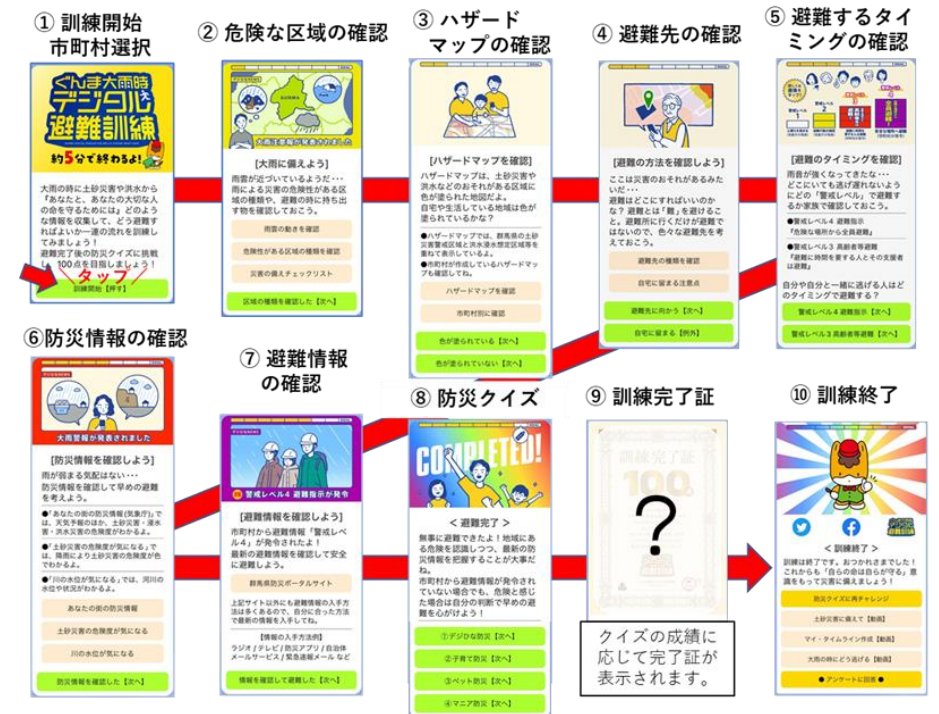 ① 訓練開始
市町村選択
ぐんま大雨時
デジタル
避難訓練
約5分で終わるよ!
大雨の時に土砂災害や洪水から
『あなたと、あなたの大切な人
の命を守るためには』どのよう
な情報を収集して、どう避難す
ればよいか一連の流れを訓練し
てみましょう!
避難完了後の防災クイズに挑戦
し、100点を目指しましょう!
タップ
訓練開始【押す】
② 危険な区域の確認
GUNMA
大雨注意報が発表されました
[大雨に備えよう]
雨雲が近づいているようだ・・・
雨による災害の危険性がある区
域の種類や、避難の時に持ち出
す物を確認しておこう。
雨雲の動きを確認
危険性がある区域の種類を確認
災害の備えチェックリスト
区域の種類を確認した【次へ】
③ ハザード
マップの確認
[ハザードマップを確認]
ハザードマップは、土砂災害や
洪水などのおそれがある区域に
色が塗られた地図だよ。
自宅や生活している地域は色が
塗られているかな?
●ハザードマップでは、群馬県の土砂
災害警戒区域と洪水浸水想定区域等を
重ねて表示しているよ。
●市町村が作成しているハザードマッ
プも確認してね。
ハザードマップを確認
市町村別に確認
色が塗られている【次へ】
色が塗られていない【次へ】
④ 避難先の確認
[避難の方法を確認しよう]
ここは災害のおそれがあるみた
いだ・・・
避難はどこにすればいいのか
な? 避難とは「難」を避けるこ
と。避難所に行くだけが避難で
はないので、色々な避難先を考
えておこう。
避難先の種類を確認
自宅に留まる注意点
避難先に向かう【次へ】
自宅に留まる【例外】
⑤ 避難するタイ
ミングの確認
[避難のタイミングを確認]
雨音が強くなってきたな・・・
どこにいても逃げ遅れないように
どの「警戒レベル」で避難す
るか家族で確認しておこう。
●警戒レベル4 避難指示
『危険な場所から全員避難』
●警戒レベル3 高齢者等避難
『避難に時間を要する人とその支援者
は避難』
自分や自分と一緒に逃げる人はど
のタイミングで避難する?
警戒レベル4 避難指示【次へ】
警戒レベル3 高齢者等避難【次へ】
⑥ 防災情報の確認
大雨警報が発表されました
[防災情報を確認しよう]
雨が弱まる気配はない・・・
防災情報を確認して早めの避難
を考えよう。
●「あなたの街の防災情報(気象庁)」で
は、天気予報のほか、土砂災害・浸水
害・洪水災害の危険度がわかるよ。
●「土砂災害の危険度が気になる」で
は、降雨により土砂災害の危険度が色
でわかるよ。
●「川の水位が気になる」では、河川の
水位や状況がわかるよ。
あなたの街の防災情報
土砂災害の危険度が気になる
川の水位が気になる
防災情報を確認した【次へ】
⑦ 避難情報
の確認
警戒レベル4 避難指示が発令
[避難情報を確認しよう]
市町村から避難情報「警戒レベ
ル4」が発令されたよ!
最新の避難情報を確認して安全
に避難しよう。
群馬県防災ポータルサイト
上記サイト以外にも避難情報の入手方
法は多くあるので、自分に合った方法
で最新の情報を入手してね。
【情報の入手方法例】
ラジオ / テレビ / 防災アプリ / 自治体
メールサービス / 緊急速報メール など
情報を確認して避難した【次へ】
⑧ 防災クイズ
COMPLETED!
< 避難完了 >
無事に避難できたよ! 地域にあ
る危険を認識しつつ、最新の防
災情報を把握することが大事だ
ね。
市町村から避難情報が発令され
ていない場合でも、危険と感じ
た場合は自分の判断で早めの避
難を心がけよう!
①デジひな防災【次へ】
②子育て防災【次へ】
③ペット防災【次へ】
④マニア防災【次へ】
⑨ 訓練完了証
訓練完了証
100
?
クイズの成績に
応じて完了証が
表示されます。
⑩ 訓練終了
< 訓練終了 >
訓練は終了です。おつかれさまでした!
これからも「自らの命は自らが守る」意
識をもって災害に備えましょう!
防災クイズに再チャレンジ
土砂災害に備えて【動画】
マイ・タイムライン作成【動画】
大雨の時にどう逃げる【動画】
● アンケートに回答 ●